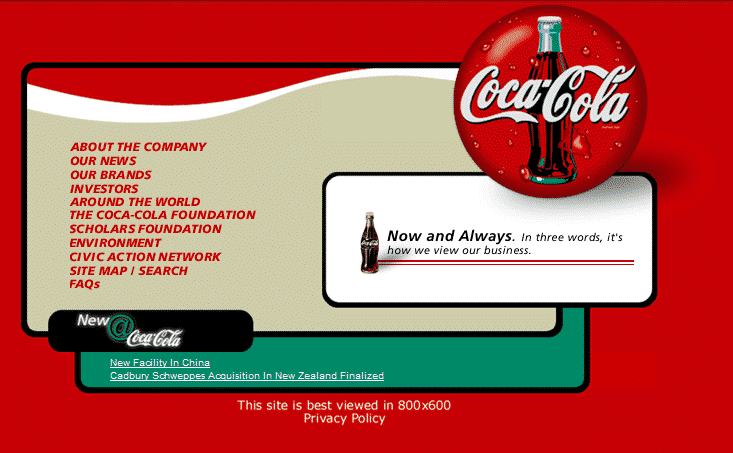 Coca-Cola
ABOUT THE COMPANY
OUR NEWS
OUR BRANDS
INVESTORS
AROUND THE WORLD
THE COCA-COLA FOUNDATION
SCHOLARS FOUNDATION
ENVIRONMENT
CIVIC ACTION NETWORK
SITE MAP / SEARCH
FAQs
Coca-Cola
Now and Always. In three words, it's
how we view our business.
New @ Coca-Cola
New Facility In China
Cadbury Schweppes Acquisition In New Zealand Finalized
This site is best viewed in 800x600
Privacy Policy